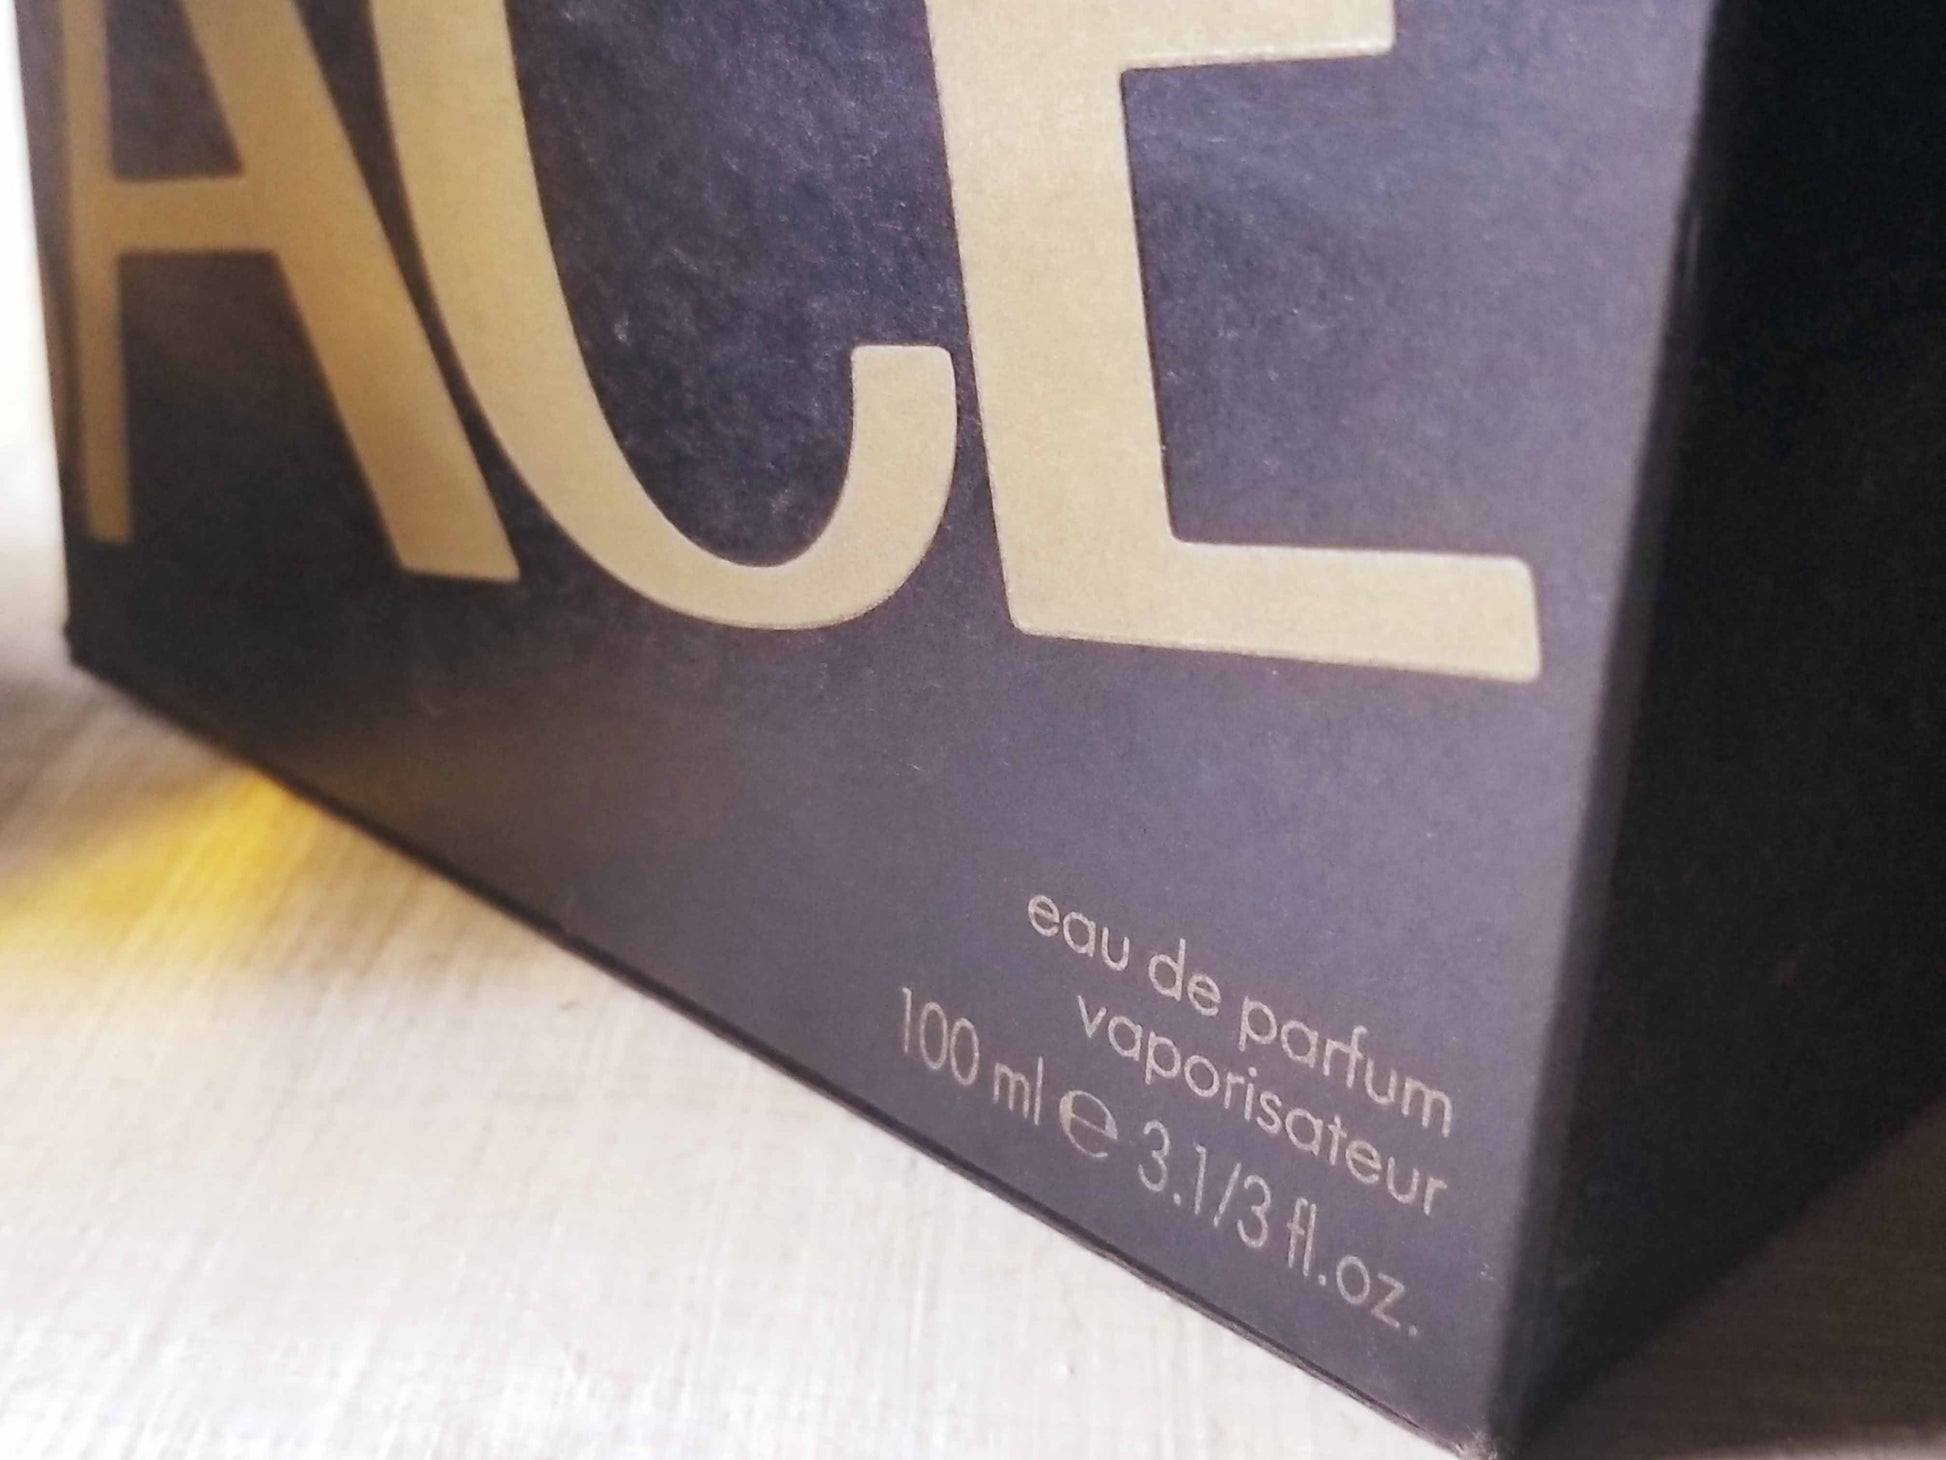 ACE
eau de parfum
vaporisateur
100 ml ℮ 3.1/3 fl.oz.